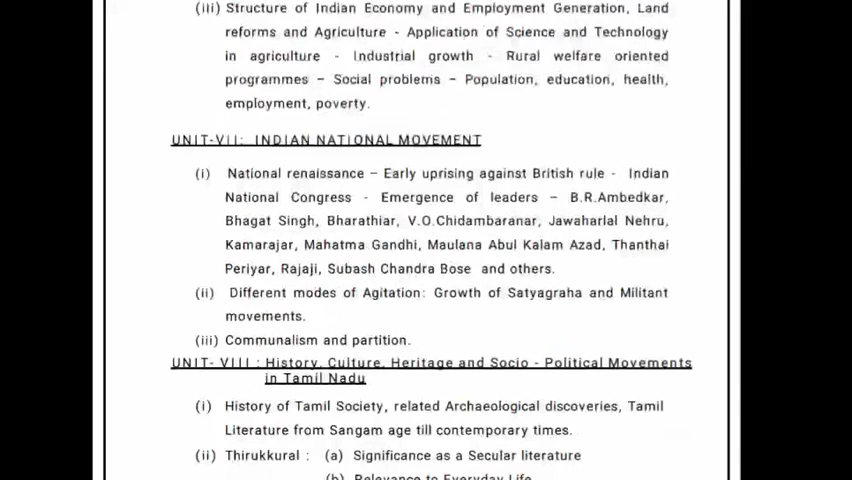 (iii) Structure of Indian Economy and Employment Generation, Land
reforms and Agriculture - Application of Science and Technology
in agriculture - Industrial growth - Rural welfare oriented
programmes – Social problems – Population, education, health,
employment, poverty.
UNIT-VII: INDIAN NATIONAL MOVEMENT
(i) National renaissance – Early uprising against British rule - Indian
National Congress - Emergence of leaders – B.R.Ambedkar,
Bhagat Singh, Bharathiar, V.O.Chidambaranar, Jawaharlal Nehru,
Kamarajar, Mahatma Gandhi, Maulana Abul Kalam Azad, Thanthai
Periyar, Rajaji, Subash Chandra Bose and others.
(ii) Different modes of Agitation: Growth of Satyagraha and Militant
movements.
(iii) Communalism and partition.
UNIT- VIII : History, Culture, Heritage and Socio - Political Movements
in Tamil Nadu
(i) History of Tamil Society, related Archaeological discoveries, Tamil
Literature from Sangam age till contemporary times.
(ii) Thirukkural : (a) Significance as a Secular literature
(b) Relevance to Everyday Life